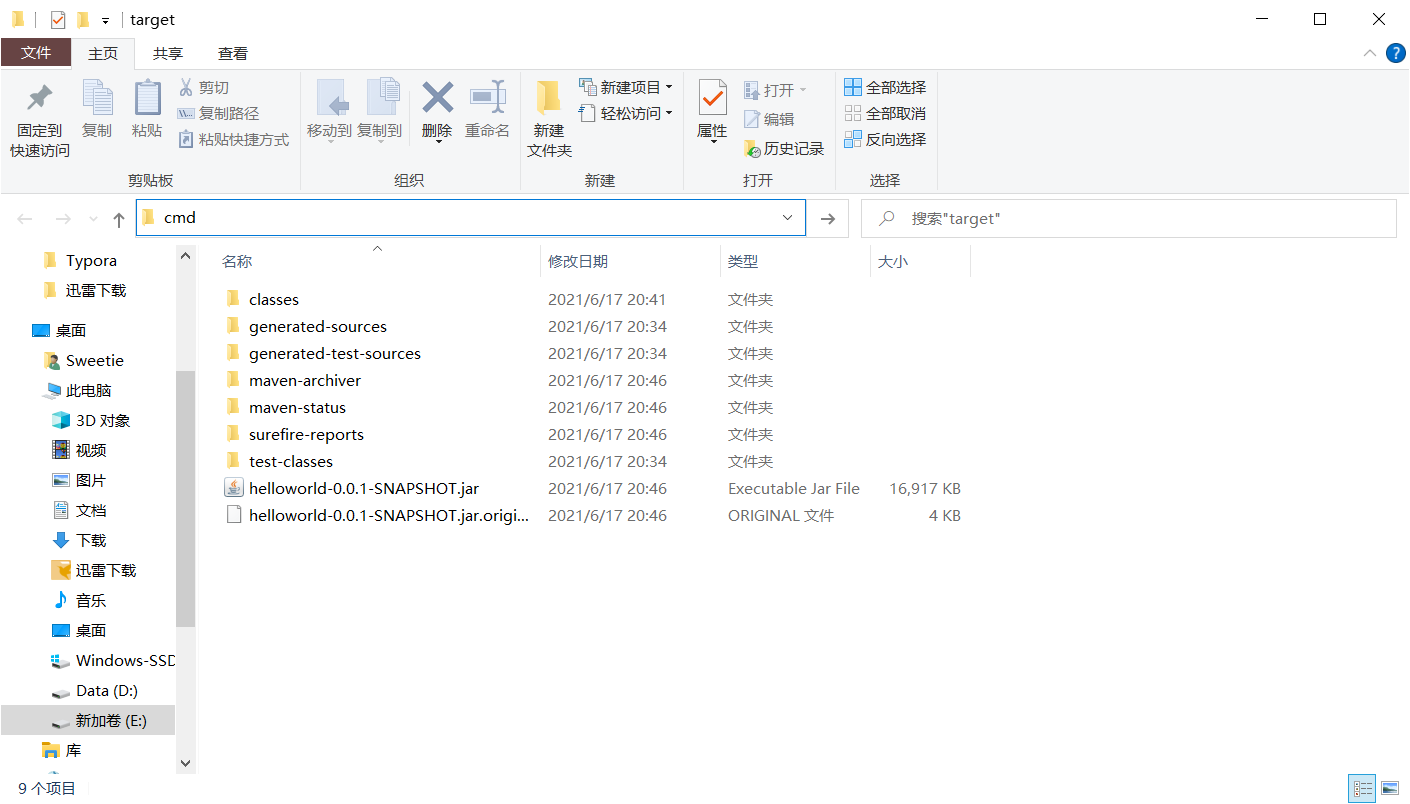 target
文件 主页 共享 查看
固定到
快速访问
复制
粘贴
剪切
复制路径
粘贴快捷方式
剪贴板
移动到
复制到
删除
重命名
组织
新建
文件夹
新建项目
轻松访问
新建
属性
打开
编辑
历史记录
打开
全部选择
全部取消
反向选择
选择
cmd
搜索"target"
Typora
迅雷下载
桌面
Sweetie
此电脑
3D 对象
视频
图片
文档
下载
迅雷下载
音乐
桌面
Windows-SSD
Data (D:)
新加卷 (E:)
库
名称 修改日期 类型 大小
classes 2021/6/17 20:41 文件夹
generated-sources 2021/6/17 20:34 文件夹
generated-test-sources 2021/6/17 20:34 文件夹
maven-archiver 2021/6/17 20:46 文件夹
maven-status 2021/6/17 20:46 文件夹
surefire-reports 2021/6/17 20:46 文件夹
test-classes 2021/6/17 20:34 文件夹
helloworld-0.0.1-SNAPSHOT.jar 2021/6/17 20:46 Executable Jar File 16,917 KB
helloworld-0.0.1-SNAPSHOT.jar.origi... 2021/6/17 20:46 ORIGINAL 文件 4 KB
9 个项目